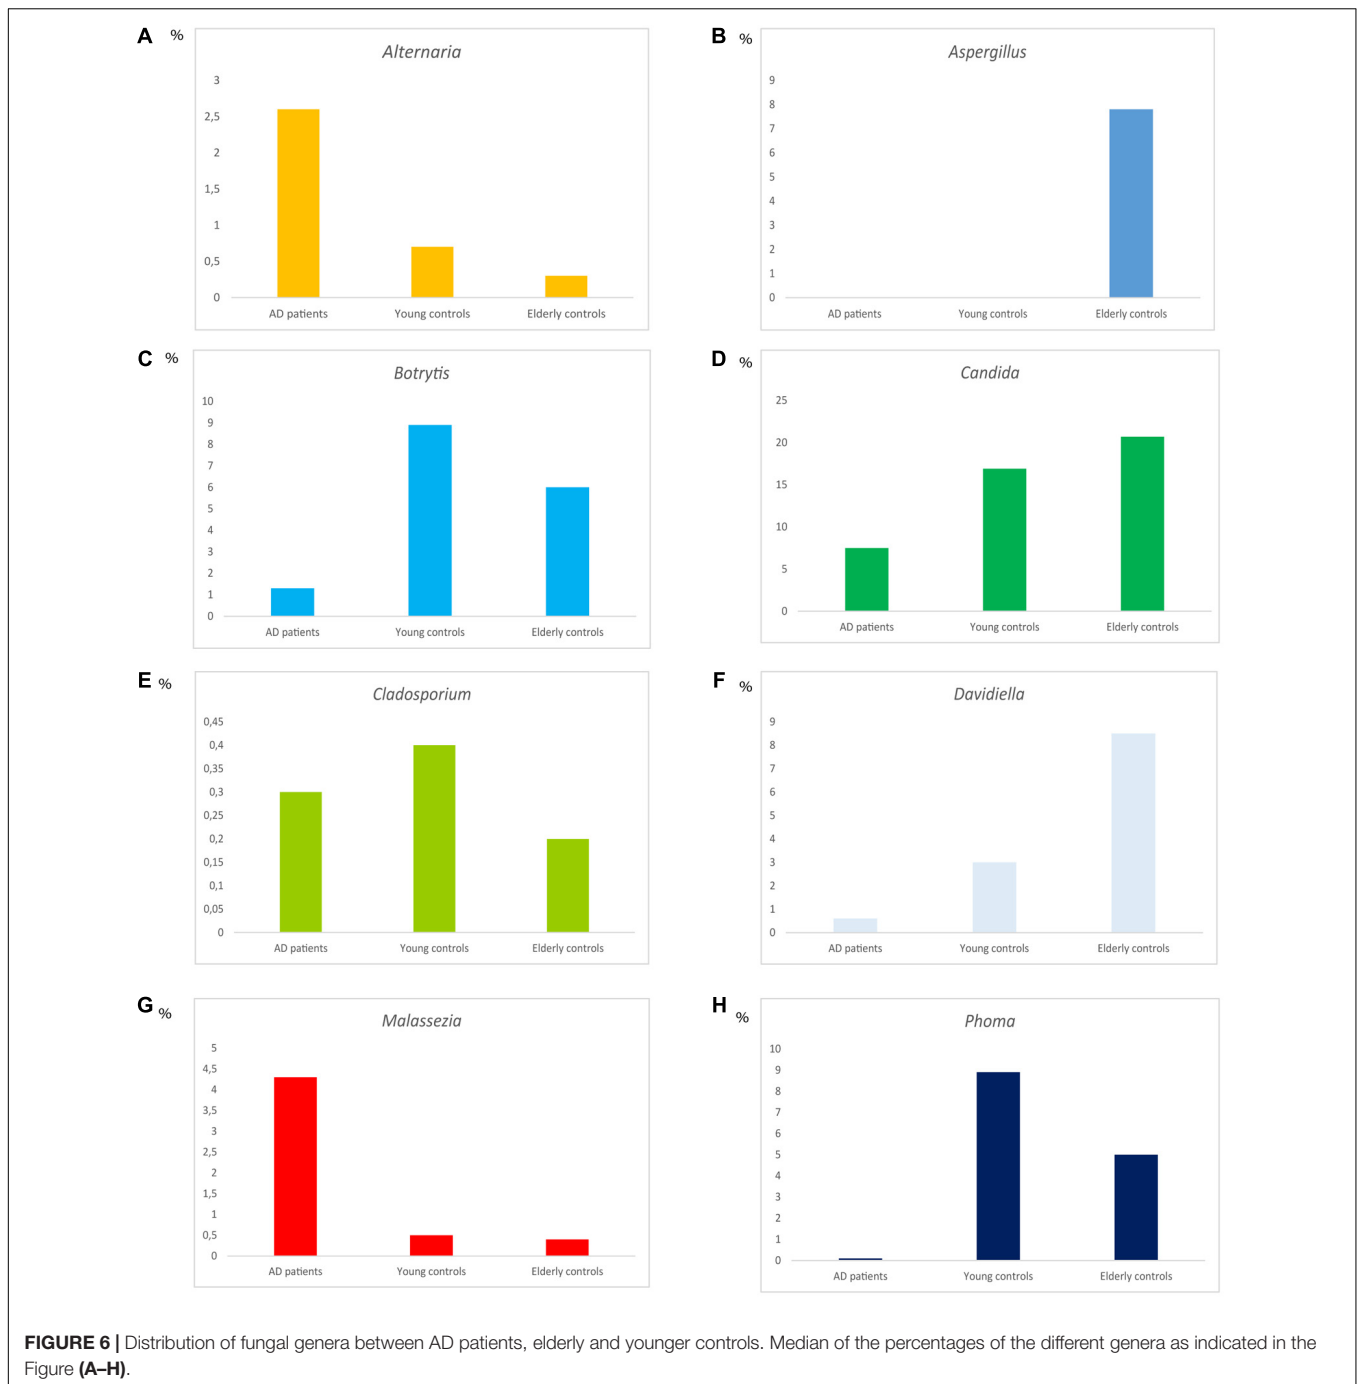 A %
Alternaria
3
2,5
2
1,5
1
0,5
0
AD patients Young controls Elderly controls
B %
Aspergillus
9
8
7
6
5
4
3
2
1
0
AD patients Young controls Elderly controls
C %
Botrytis
10
9
8
7
6
5
4
3
2
1
0
AD patients Young controls Elderly controls
D %
Candida
25
20
15
10
5
0
AD patients Young controls Elderly controls
E %
Cladosporium
0,45
0,4
0,35
0,3
0,25
0,2
0,15
0,1
0,05
0
AD patients Young controls Elderly controls
F %
Davidiella
9
8
7
6
5
4
3
2
1
0
AD patients Young controls Elderly controls
G %
Malassezia
5
4,5
4
3,5
3
2,5
2
1,5
1
0,5
0
AD patients Young controls Elderly controls
H %
Phoma
10
9
8
7
6
5
4
3
2
1
0
AD patients Young controls Elderly controls
FIGURE 6 | Distribution of fungal genera between AD patients, elderly and younger controls. Median of the percentages of the different genera as indicated in the
Figure (A–H).